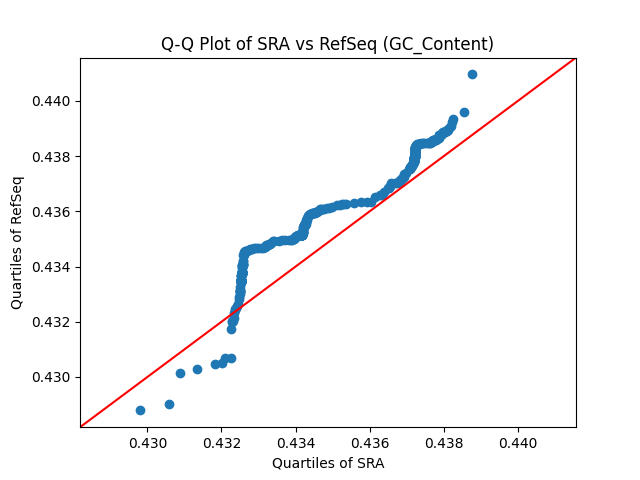 Q-Q Plot of SRA vs RefSeq (GC_Content)
Quartiles of RefSeq
0.440
0.438
0.436
0.434
0.432
0.430
0.430 0.432 0.434 0.436 0.438 0.440
Quartiles of SRA